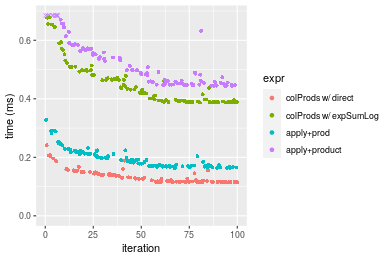 0.6
0.4
0.2
0.0
time (ms)
0
25
50
75
100
iteration
expr
colProds w/ direct
colProds w/ expSumLog
apply+prod
apply+product